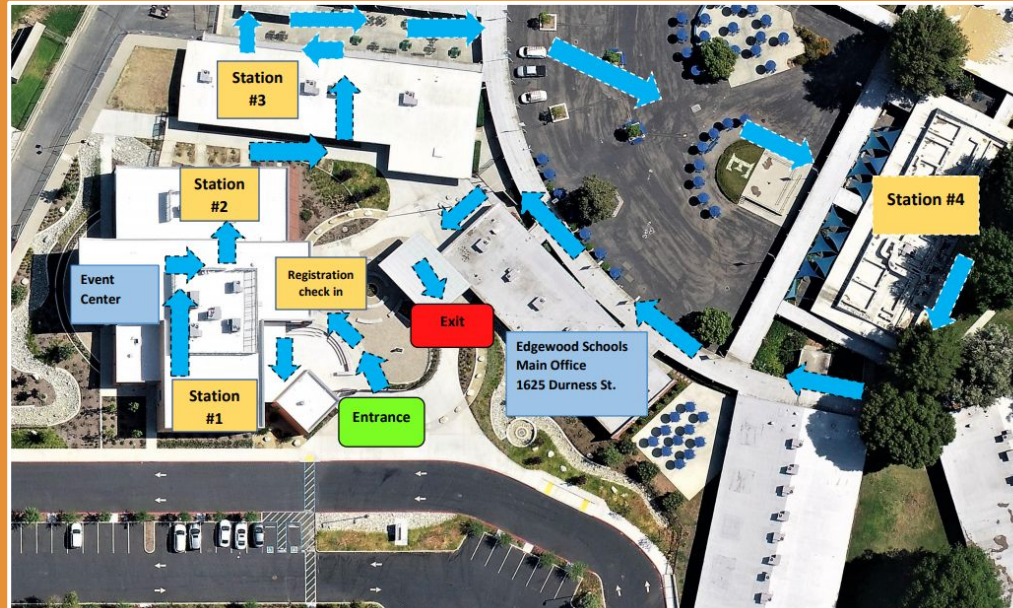 Station
#3
Station
#2
Station #4
Event
Center
Registration
check in
Exit
Edgewood Schools
Main Office
1625 Durness St.
Station
#1
Entrance
E